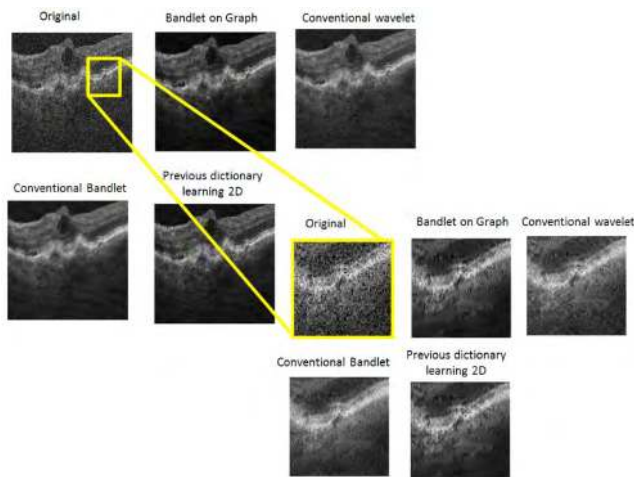 Original
Bandlet on Graph
Conventional wavelet
Conventional Bandlet
Previous dictionary
learning 2D
Original
Bandlet on Graph
Conventional wavelet
Conventional Bandlet
Previous dictionary
learning 2D